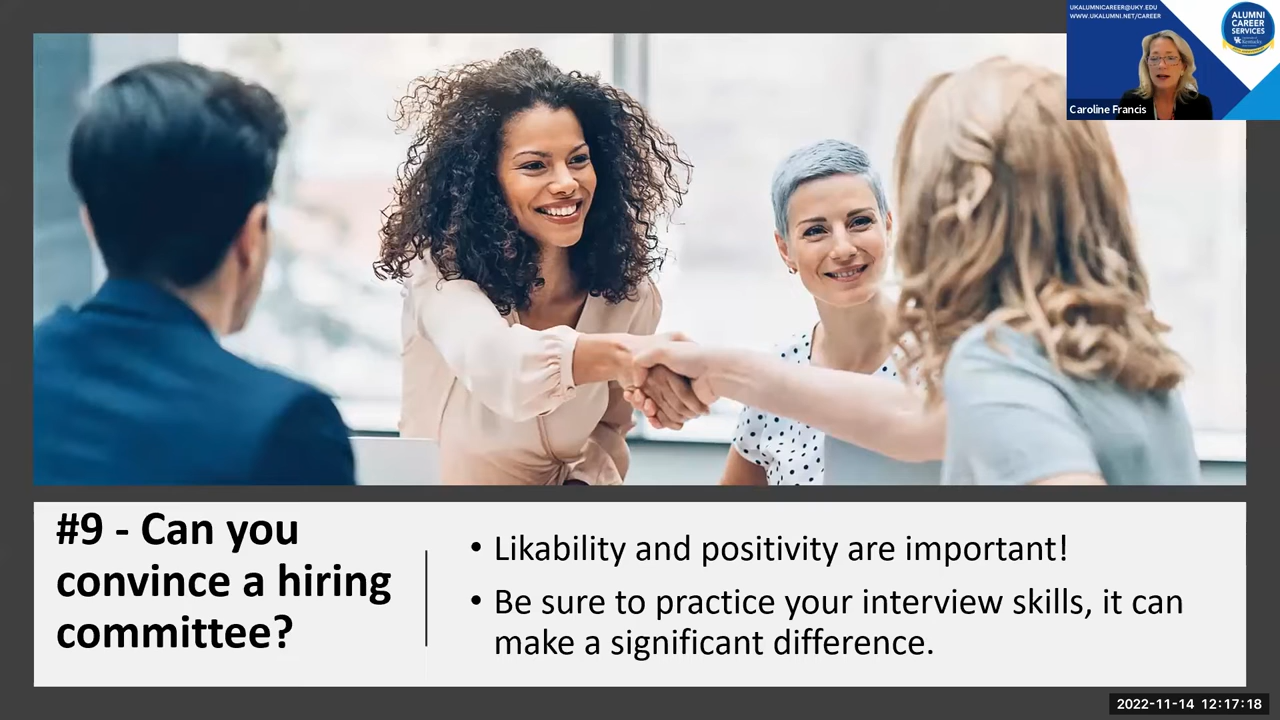 UKALUMNICAREER@UKY.EDU
WWW.UKALUMNI.NET/CAREER
ALUMNI
CAREER
SERVICES
UK
Kentucky
Caroline Francis
#9 - Can you
convince a hiring
committee?
• Likability and positivity are important!
• Be sure to practice your interview skills, it can
make a significant difference.
2022-11-14 12:17:18